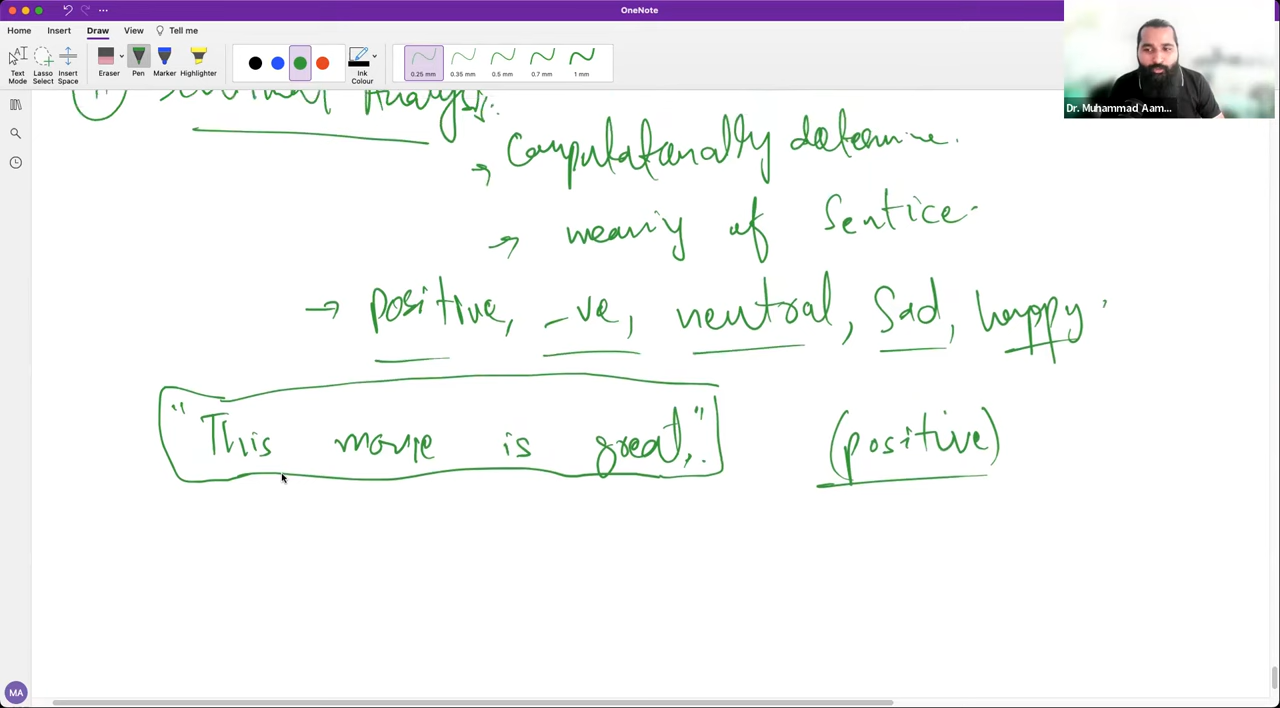 OneNote
Home Insert Draw View Tell me
Text Mode Lasso Select Insert Space Eraser Pen Marker Highlighter Ink Colour 0.25 mm 0.35 mm 0.5 mm 0.7 mm 1 mm
Dr. Muhammad Aam...
Analysis:
→ Computationally determine.
→ meaning of Sentice.
→ positive, -ve, neutral, Sad, happy.
"This movie is great." (positive)
MA